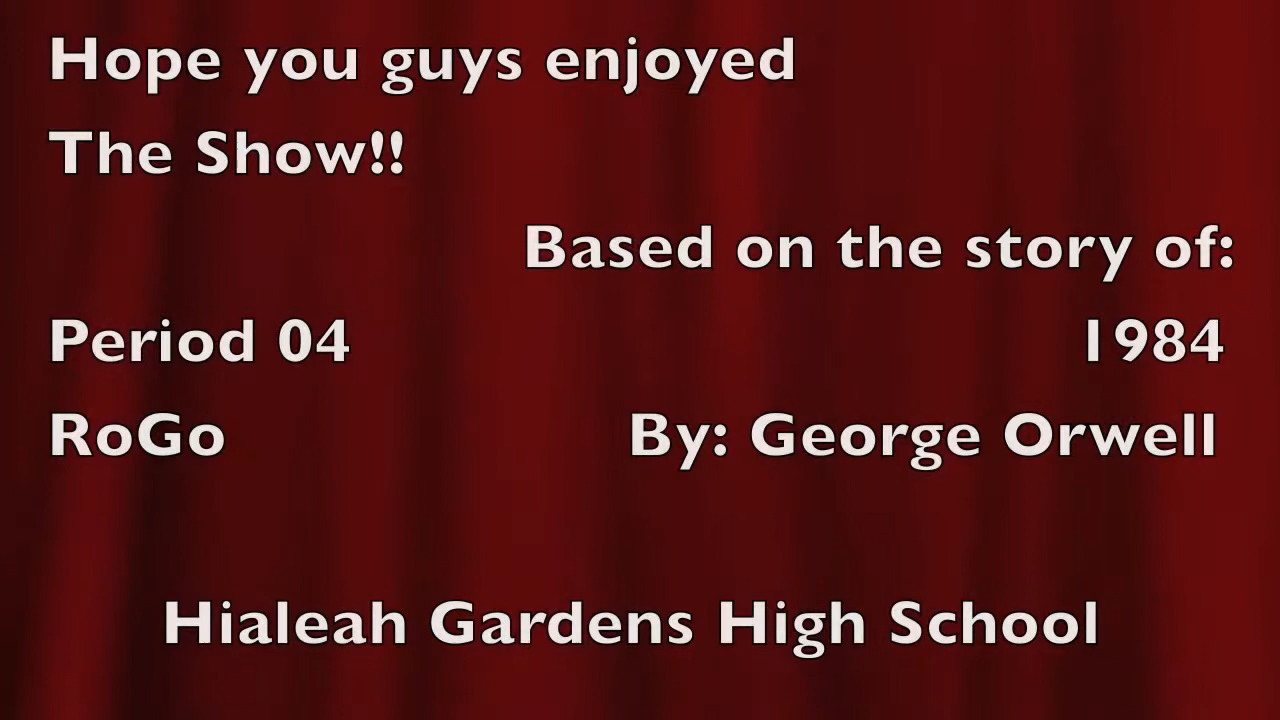 Hope you guys enjoyed
The Show!!
Based on the story of:
Period 04 1984
RoGo By: George Orwell
Hialeah Gardens High School